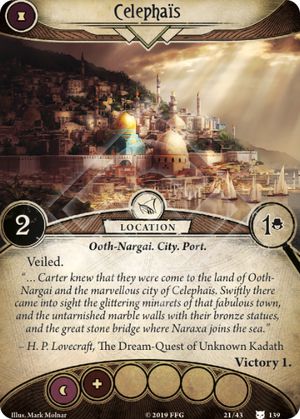 Celephaïs
2
LOCATION
1
Ooth-Nargai. City. Port.
Veiled.
“…Carter knew that they were come to the land of Ooth-
Nargai and the marvellous city of Celephaïs. Swiftly there
came into sight the glittering minarets of that fabulous town,
and the untarnished marble walls with their bronze statues,
and the great stone bridge where Naraxa joins the sea.”
– H. P. Lovecraft, The Dream-Quest of Unknown Kadath
Victory 1.
Illus. Mark Molnar
© 2019 FFG
21/43
139